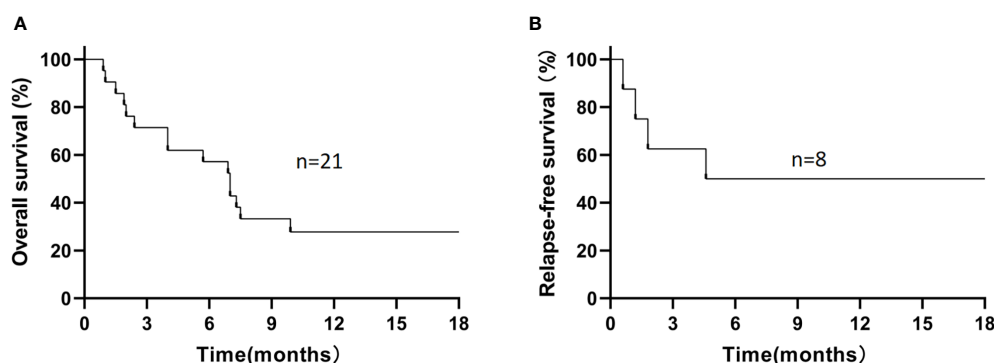 A
Overall survival (%)
100
80
60
40
20
0
n=21
0 3 6 9 12 15 18
Time(months）
B
Relapse-free survival（%）
100
80
60
40
20
0
n=8
0 3 6 9 12 15 18
Time(months）